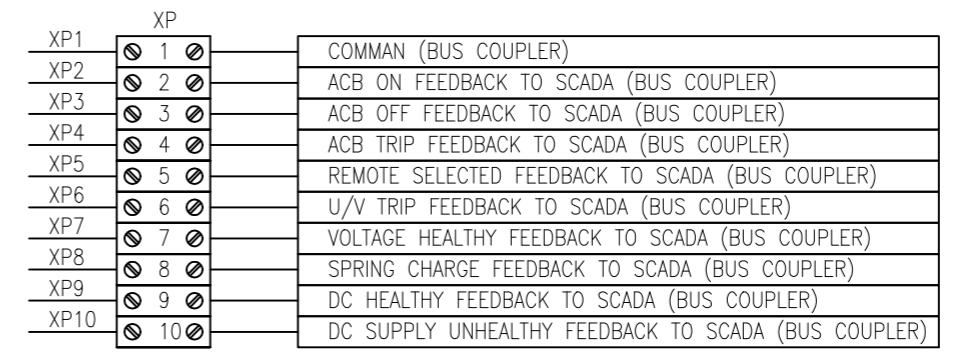 XP
XP1 1 COMMAN (BUS COUPLER)
XP2 2 ACB ON FEEDBACK TO SCADA (BUS COUPLER)
XP3 3 ACB OFF FEEDBACK TO SCADA (BUS COUPLER)
XP4 4 ACB TRIP FEEDBACK TO SCADA (BUS COUPLER)
XP5 5 REMOTE SELECTED FEEDBACK TO SCADA (BUS COUPLER)
XP6 6 U/V TRIP FEEDBACK TO SCADA (BUS COUPLER)
XP7 7 VOLTAGE HEALTHY FEEDBACK TO SCADA (BUS COUPLER)
XP8 8 SPRING CHARGE FEEDBACK TO SCADA (BUS COUPLER)
XP9 9 DC HEALTHY FEEDBACK TO SCADA (BUS COUPLER)
XP10 10 DC SUPPLY UNHEALTHY FEEDBACK TO SCADA (BUS COUPLER)